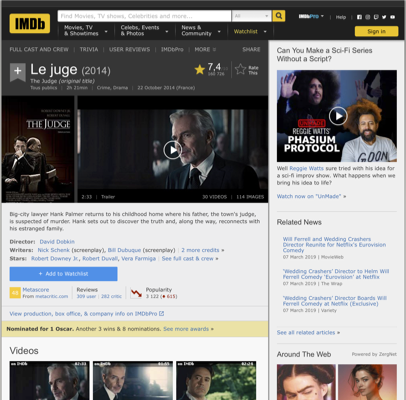 IMDb
Find Movies, TV shows, Celebrities and more...
All
Movies, TV
& Showtimes
Celebs, Events
& Photos
News &
Community
Watchlist
IMDbPro
Help
Sign in
FULL CAST AND CREW | TRIVIA | USER REVIEWS | IMDbPro | MORE
SHARE
Le juge (2014)
The Judge (original title)
Tous publics | 2h 21min | Crime, Drama | 22 October 2014 (France)
7,4
Rate
This
THE JUDGE
2:33 | Trailer
30 VIDEOS | 114 IMAGES
Big-city lawyer Hank Palmer returns to his childhood home where his father, the town's judge,
is suspected of murder. Hank sets out to discover the truth and, along the way, reconnects with
his estranged family.
Director: David Dobkin
Writers: Nick Schenk (screenplay), Bill Dubuque (screenplay) | 2 more credits »
Stars: Robert Downey Jr., Robert Duvall, Vera Farmiga | See full cast & crew »
+ Add to Watchlist
Metascore
From metacritic.com
Reviews
309 user | 282 critic
Popularity
3 122 (615)
View production, box office, & company info on IMDbPro
Nominated for 1 Oscar. Another 3 wins & 8 nominations. See more awards »
Videos
Can You Make a Sci-Fi Series
Without a Script?
REGGIE WATTS'
PHASIUM
PROTOCOL
Well Reggie Watts sure tried with his idea for
a sci-fi improv show. What happens when we
bring his idea to life?
Watch now on "UnMade" »
Related News
Will Ferrell and Wedding Crashers
Director Reunite for Netflix's Eurovision
Comedy
07 March 2019 | MovieWeb
'Wedding Crashers' Director to Helm Will
Ferrell Comedy 'Eurovision' at Netflix
07 March 2019 | The Wrap
'Wedding Crashers' Director Boards Will
Ferrell Comedy at Netflix (Exclusive)
07 March 2019 | Variety
See all related articles »
Around The Web
Powered by ZergNet